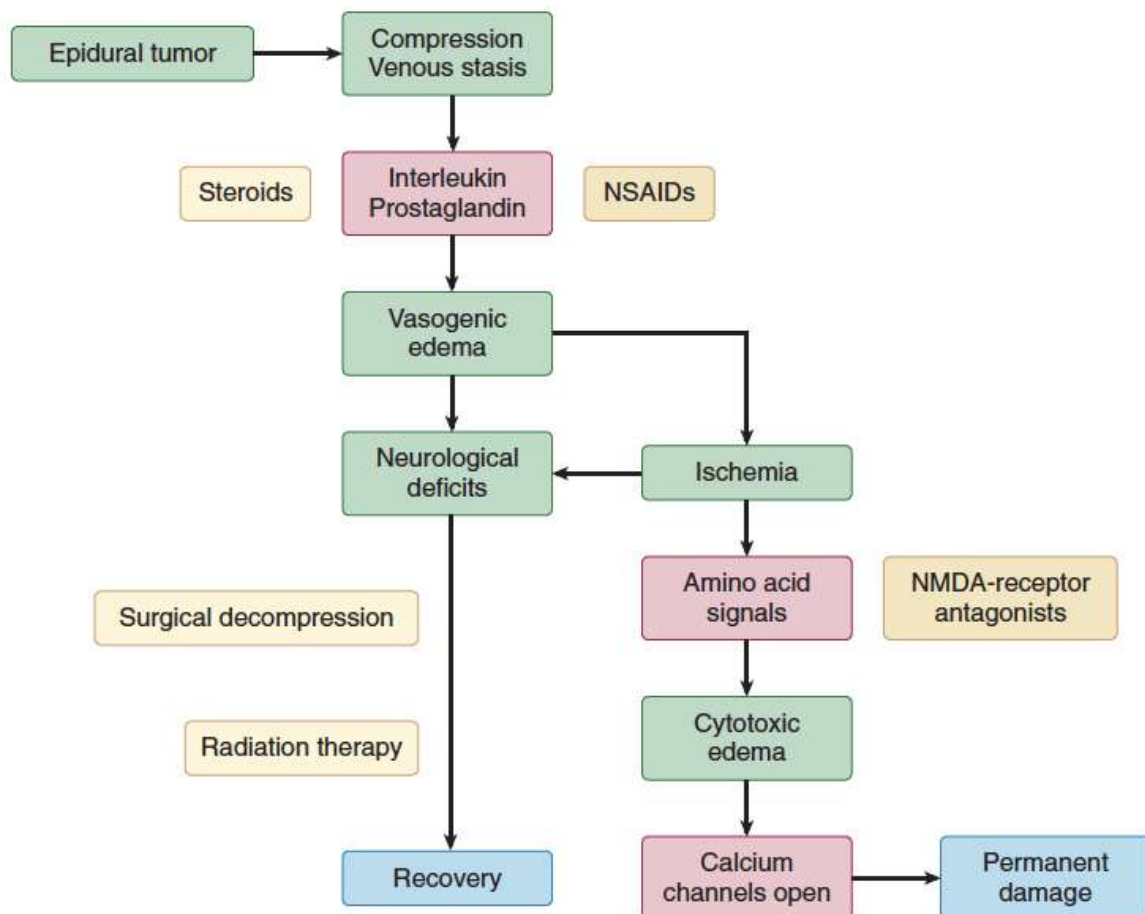 Epidural tumor
Compression
Venous stasis
Steroids
Interleukin
Prostaglandin
NSAIDs
Vasogenic
edema
Neurological
deficits
Ischemia
Amino acid
signals
NMDA-receptor
antagonists
Surgical decompression
Cytotoxic
edema
Radiation therapy
Recovery
Calcium
channels open
Permanent
damage